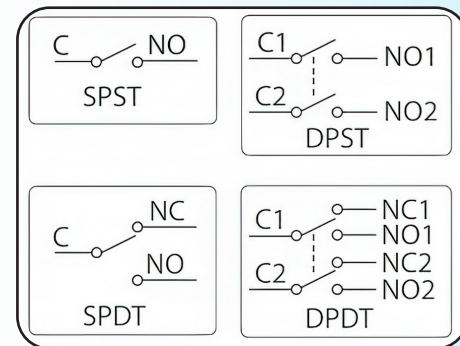 C NO
SPST
C1 NO1
C2 NO2
DPST
NC
C
NO
SPDT
NC1
C1 NO1
NC2
C2 NO2
DPDT